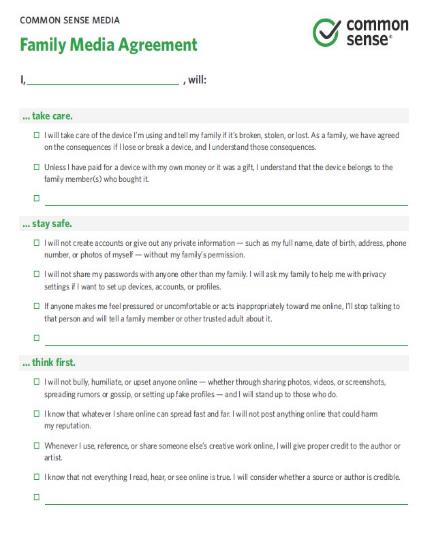 COMMON SENSE MEDIA
Family Media Agreement
common
sense®
I, , will:
... take care.
I will take care of the device I'm using and tell my family if it's broken, stolen, or lost. As a family, we have agreed
on the consequences if I lose or break a device, and I understand those consequences.
Unless I have paid for a device with my own money or it was a gift, I understand that the device belongs to the
family member(s) who bought it.
... stay safe.
I will not create accounts or give out any private information — such as my full name, date of birth, address, phone
number, or photos of myself — without my family's permission.
I will not share my passwords with anyone other than my family. I will ask my family to help me with privacy
settings if I want to set up devices, accounts, or profiles.
If anyone makes me feel pressured or uncomfortable or acts inappropriately toward me online, I'll stop talking to
that person and will tell a family member or other trusted adult about it.
... think first.
I will not bully, humiliate, or upset anyone online — whether through sharing photos, videos, or screenshots,
spreading rumors or gossip, or setting up fake profiles — and I will stand up to those who do.
I know that whatever I share online can spread fast and far. I will not post anything online that could harm
my reputation.
Whenever I use, reference, or share someone else's creative work online, I will give proper credit to the author or
artist.
I know that not everything I read, hear, or see online is true. I will consider whether a source or author is credible.